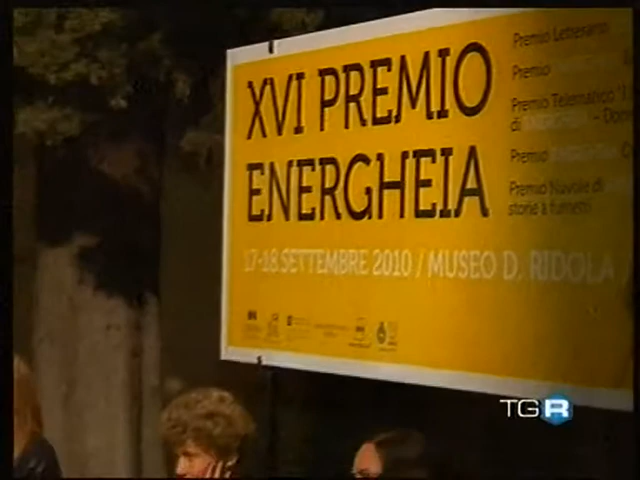 XVI PREMIO
ENERGHEIA
17-18 SETTEMBRE 2010 / MUSEO D. RIDOLA
Premio Letterario
Premio
Premio Telematico
di
Premio
Premio Nuvole di
storie a fumetti
TGR